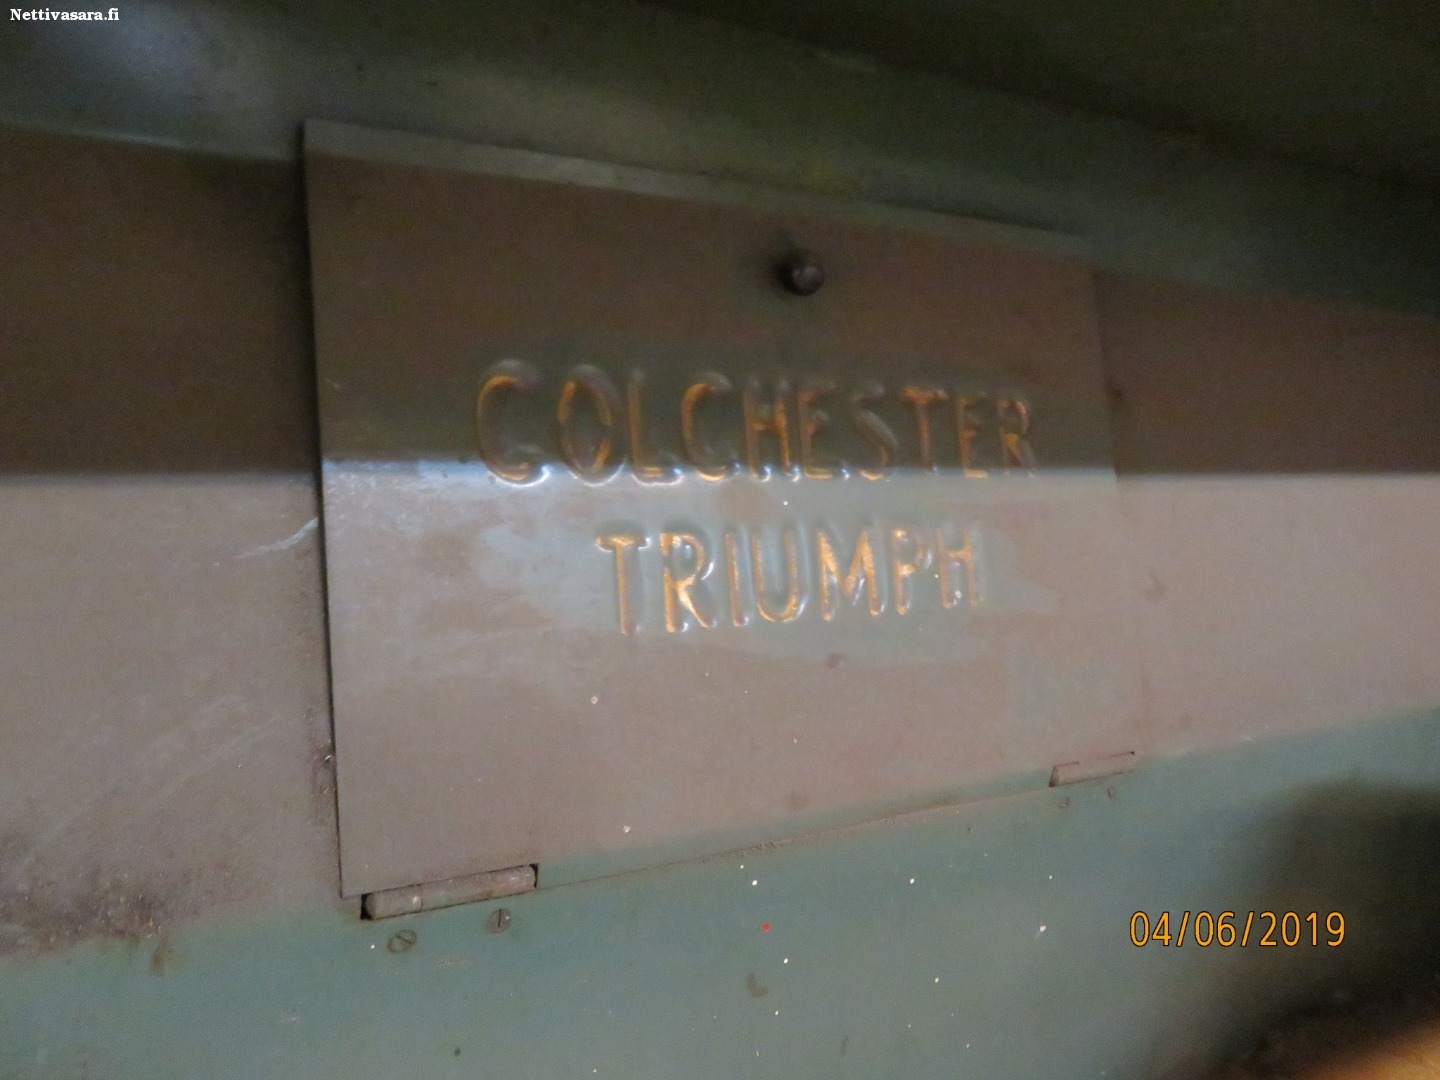 Nettivasara.fi
COLCHESTER
TRIUMPH
04/06/2019